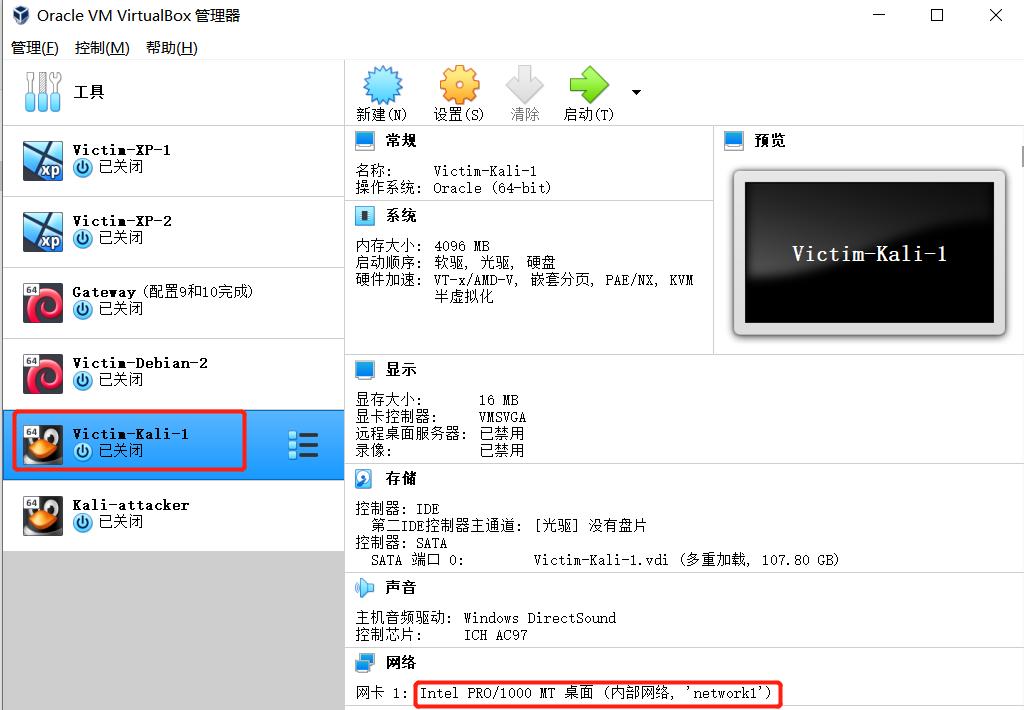 Oracle VM VirtualBox 管理器
管理(F) 控制(M) 帮助(H)
工具
新建(N) 设置(S) 清除 启动(T)
Victim-XP-1
已关闭
Victim-XP-2
已关闭
64
Gateway (配置9和10完成)
已关闭
64
Victim-Debian-2
已关闭
64
Victim-Kali-1
已关闭
64
Kali-attacker
已关闭
常规
名称: Victim-Kali-1
操作系统: Oracle (64-bit)
系统
内存大小: 4096 MB
启动顺序: 软驱, 光驱, 硬盘
硬件加速: VT-x/AMD-V, 嵌套分页, PAE/NX, KVM
半虚拟化
预览
Victim-Kali-1
显示
显存大小: 16 MB
显卡控制器: VMSVGA
远程桌面服务器: 已禁用
录像: 已禁用
存储
控制器: IDE
第二IDE控制器主通道: [光驱] 没有盘片
控制器: SATA
SATA 端口 0: Victim-Kali-1.vdi (多重加载, 107.80 GB)
声音
主机音频驱动: Windows DirectSound
控制芯片: ICH AC97
网络
网卡 1: Intel PRO/1000 MT 桌面 (内部网络, 'network1')